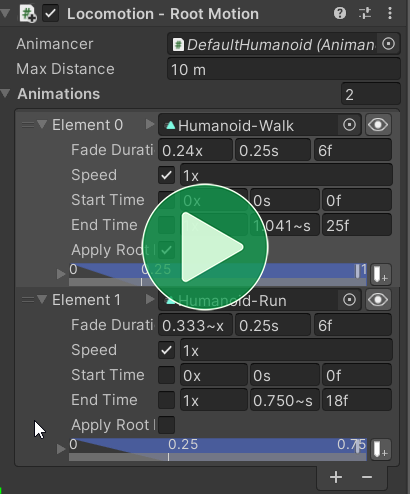 Locomotion - Root Motion
Animancer DefaultHumanoid (Animan
Max Distance 10 m
Animations 2
Element 0 Humanoid-Walk
Fade Durati 0.24x 0.25s 6f
Speed 1x
Start Time 0x 0s 0f
End Time 1.041~s 25f
Apply Root
0 0.25 1
Element 1 Humanoid-Run
Fade Durati 0.333~x 0.25s 6f
Speed 1x
Start Time 0x 0s 0f
End Time 1x 0.750~s 18f
Apply Root
0 0.25 0.75
+ −